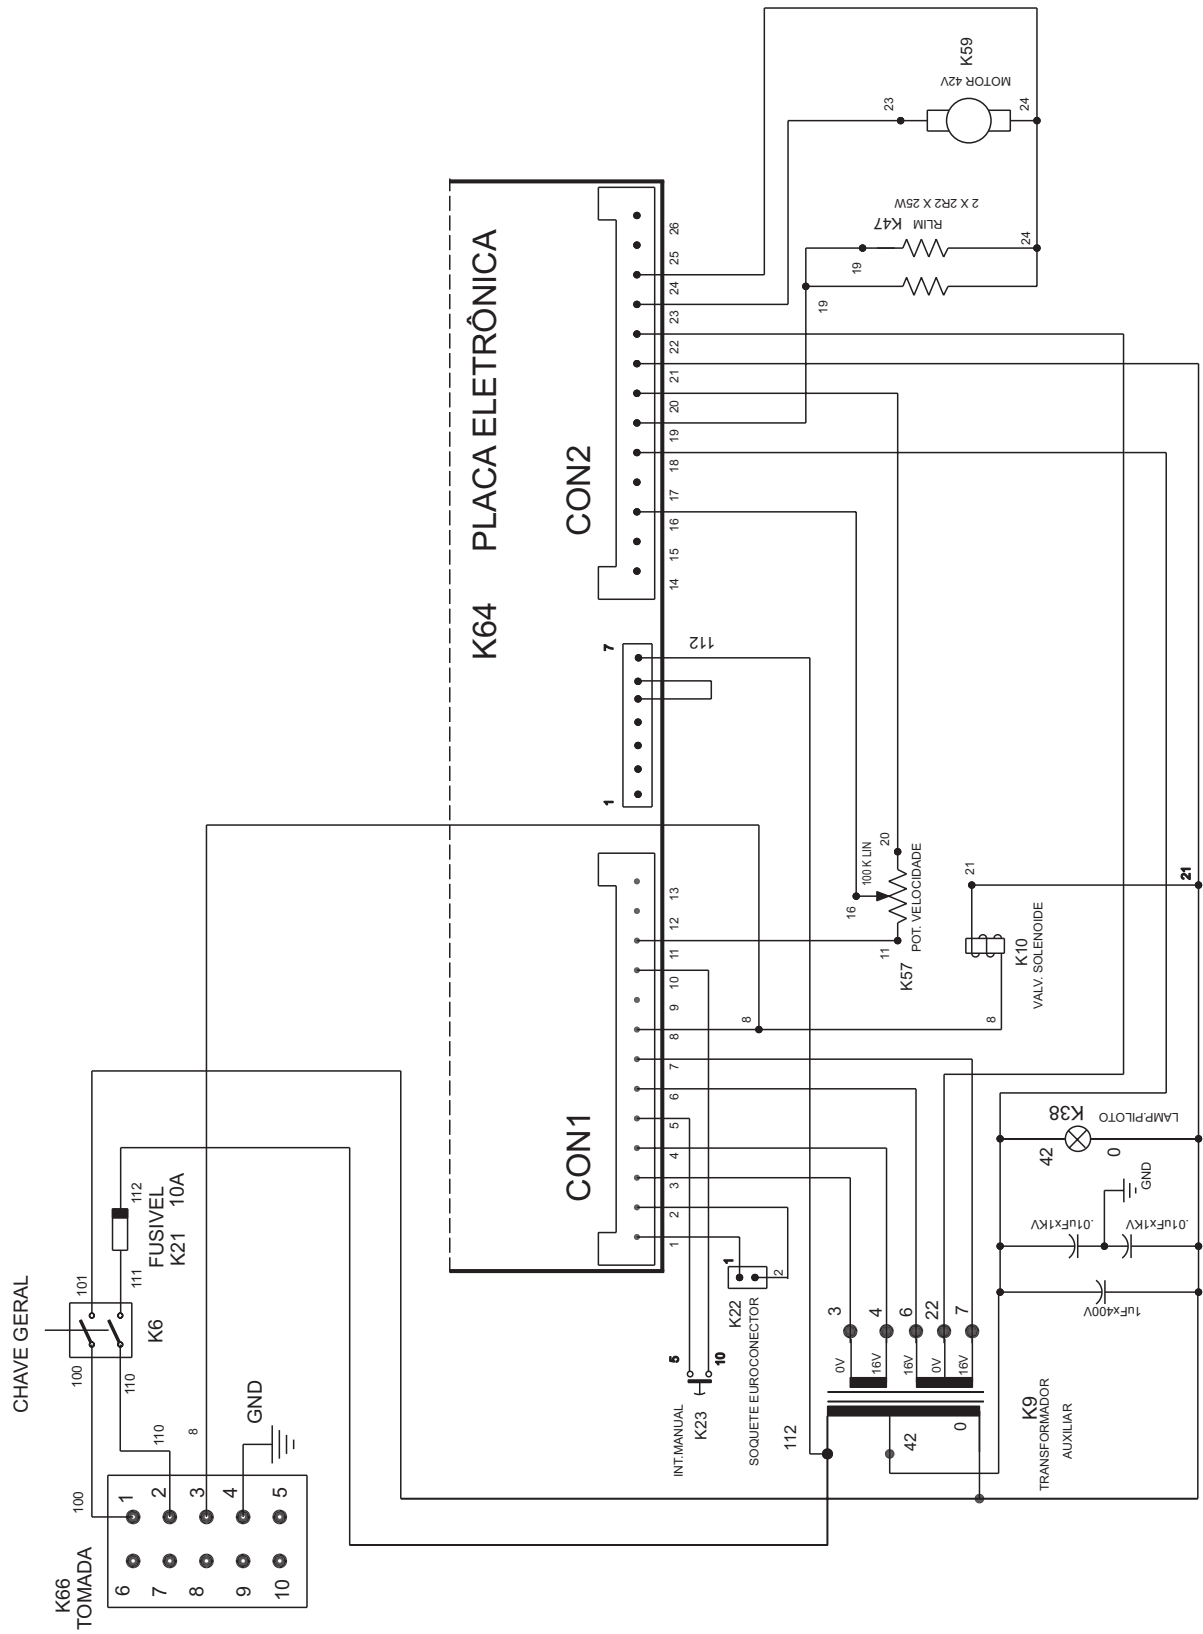 CHAVE GERAL
K66
TOMADA
6
7
8
9
10
1
2
3
4
5
100
110
8
GND
100
110
101
111
K6
112
FUSIVEL
K21 10A
K64 PLACA ELETRÔNICA
CON1
CON2
1
2
3
4
5
6
7
8
9
10
11
12
13
1
7
112
14
15
16
17
18
19
20
21
22
23
24
25
26
INT.MANUAL
K23
5
10
K22
SOQUETE EUROCONECTOR
1
2
112
42
0
0V
16V
16V
0V
16V
3
4
6
22
7
K9
TRANSFORMADOR
AUXILIAR
8
8
16
100 K LIN
20
11
K57
POT. VELOCIDADE
21
21
K10
VALV. SOLENOIDE
K38
LAMP.PILOTO
42
0
.01uFx1KV
.01uFx1KV
GND
1uFx400V
19
19
K47 RLIM
2 X 2R2 X 25W
24
K59
MOTOR 42V
23
24